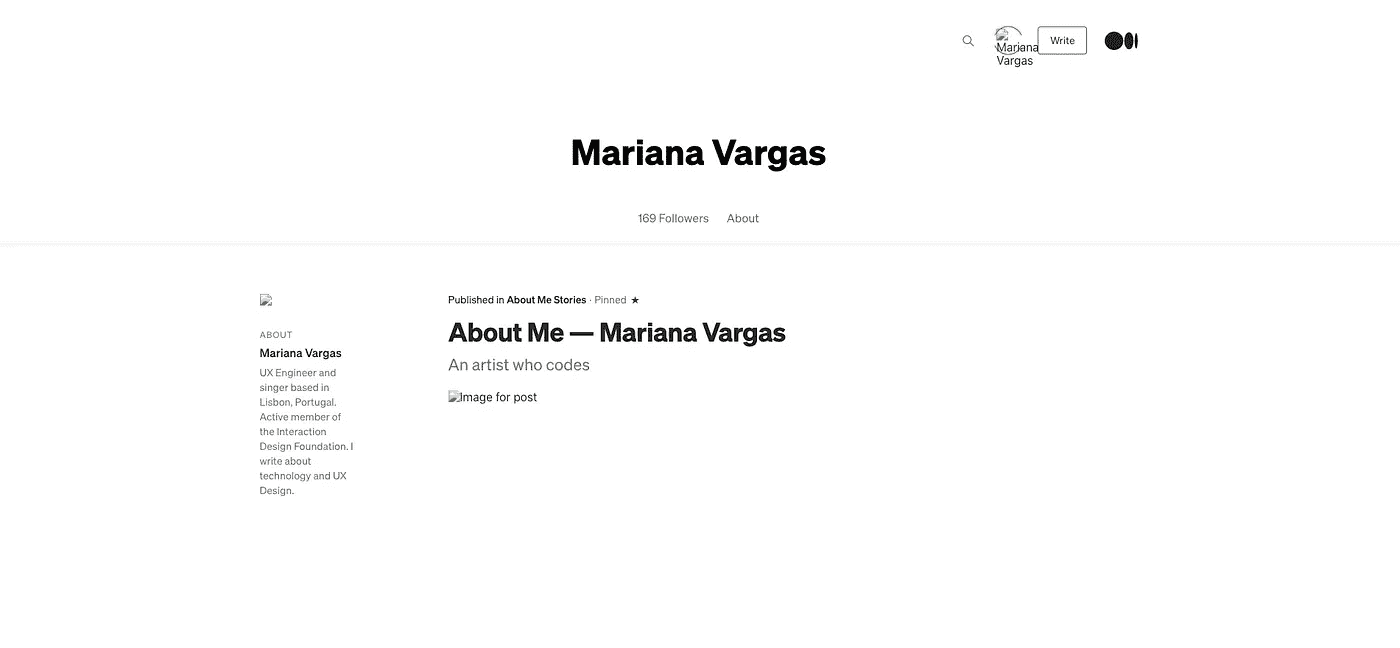 Mariana
Vargas
Write
Mariana Vargas
169 Followers About
Published in About Me Stories · Pinned ★
About Me — Mariana Vargas
An artist who codes
Image for post
ABOUT
Mariana Vargas
UX Engineer and
singer based in
Lisbon, Portugal.
Active member of
the Interaction
Design Foundation. I
write about
technology and UX
Design.